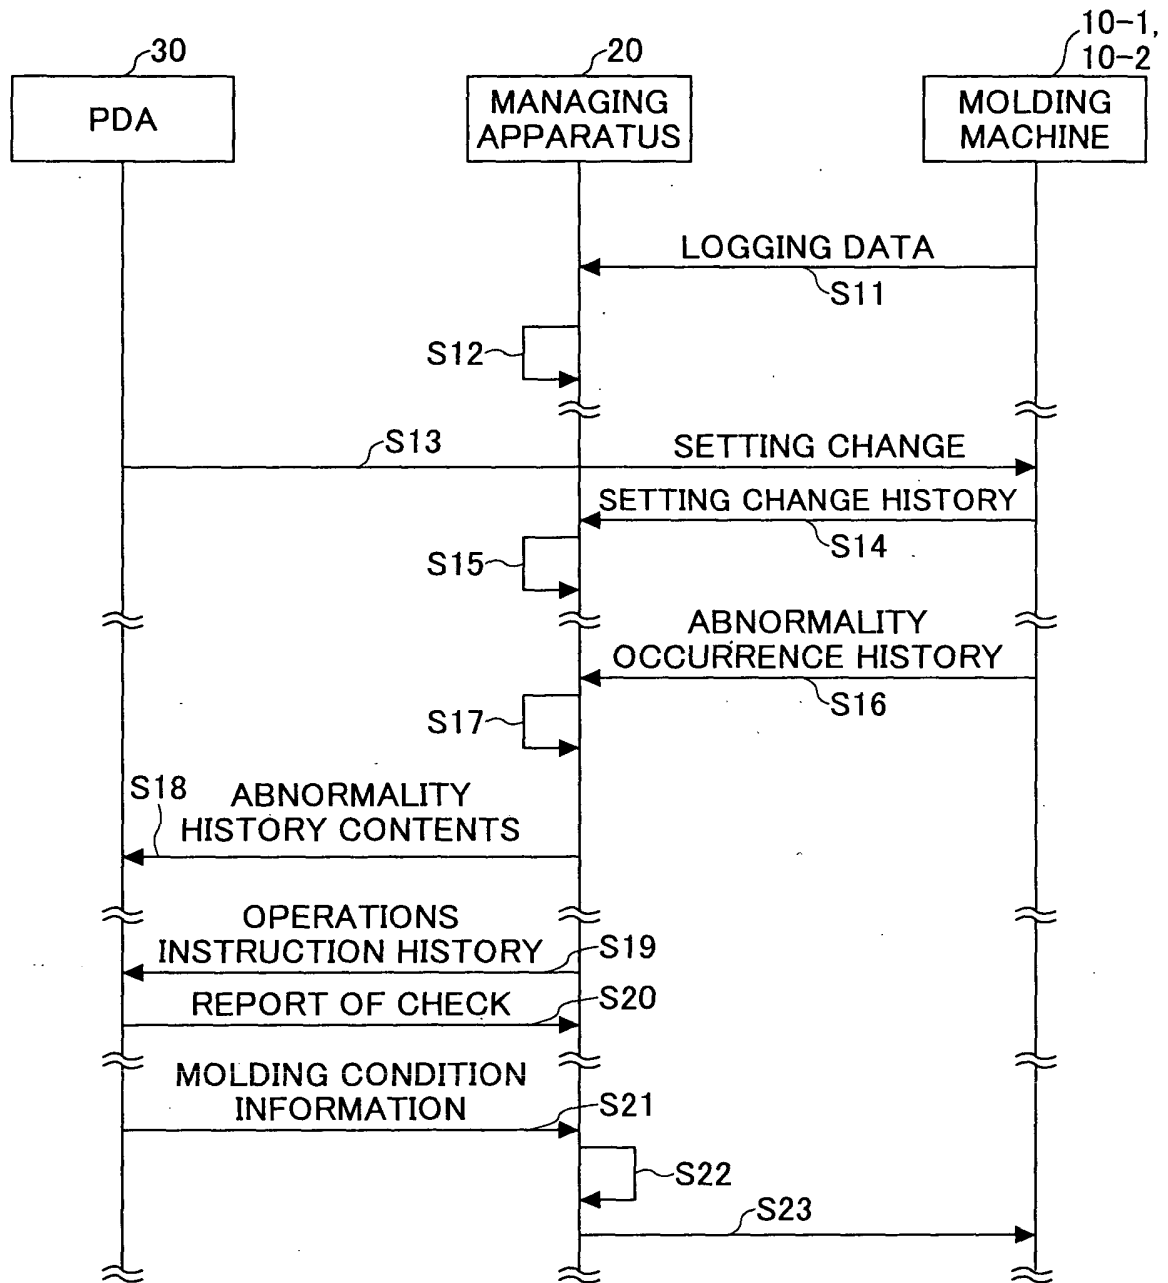 30
20
10-1,
10-2
PDA
MANAGING
APPARATUS
MOLDING
MACHINE
LOGGING DATA
S11
S12
S13
SETTING CHANGE
SETTING CHANGE HISTORY
S14
S15
ABNORMALITY
OCCURRENCE HISTORY
S16
S17
S18
ABNORMALITY
HISTORY CONTENTS
OPERATIONS
INSTRUCTION HISTORY
S19
REPORT OF CHECK
S20
MOLDING CONDITION
INFORMATION
S21
S22
S23